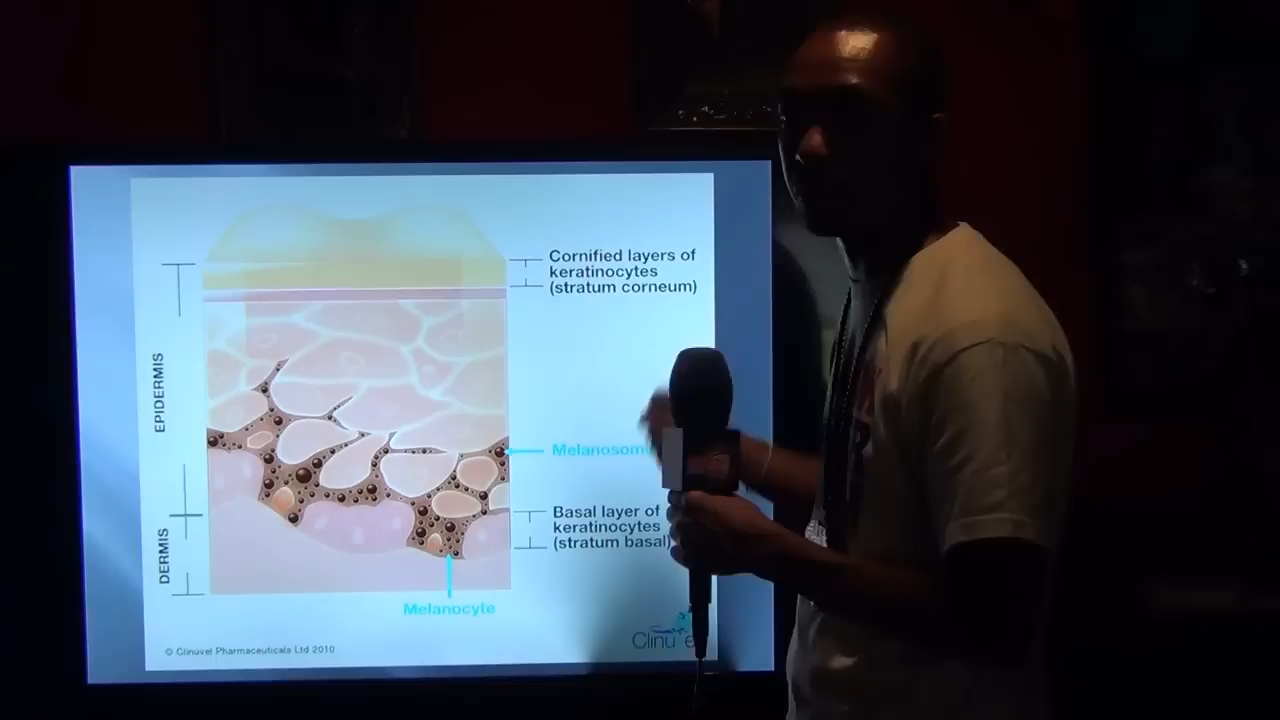 Cornified layers of
keratinocytes
(stratum corneum)
EPIDERMIS
Basal layer of
keratinocytes
(stratum basal)
DERMIS
Melanocyte
© Clinuvel Pharmaceuticals Ltd 2010